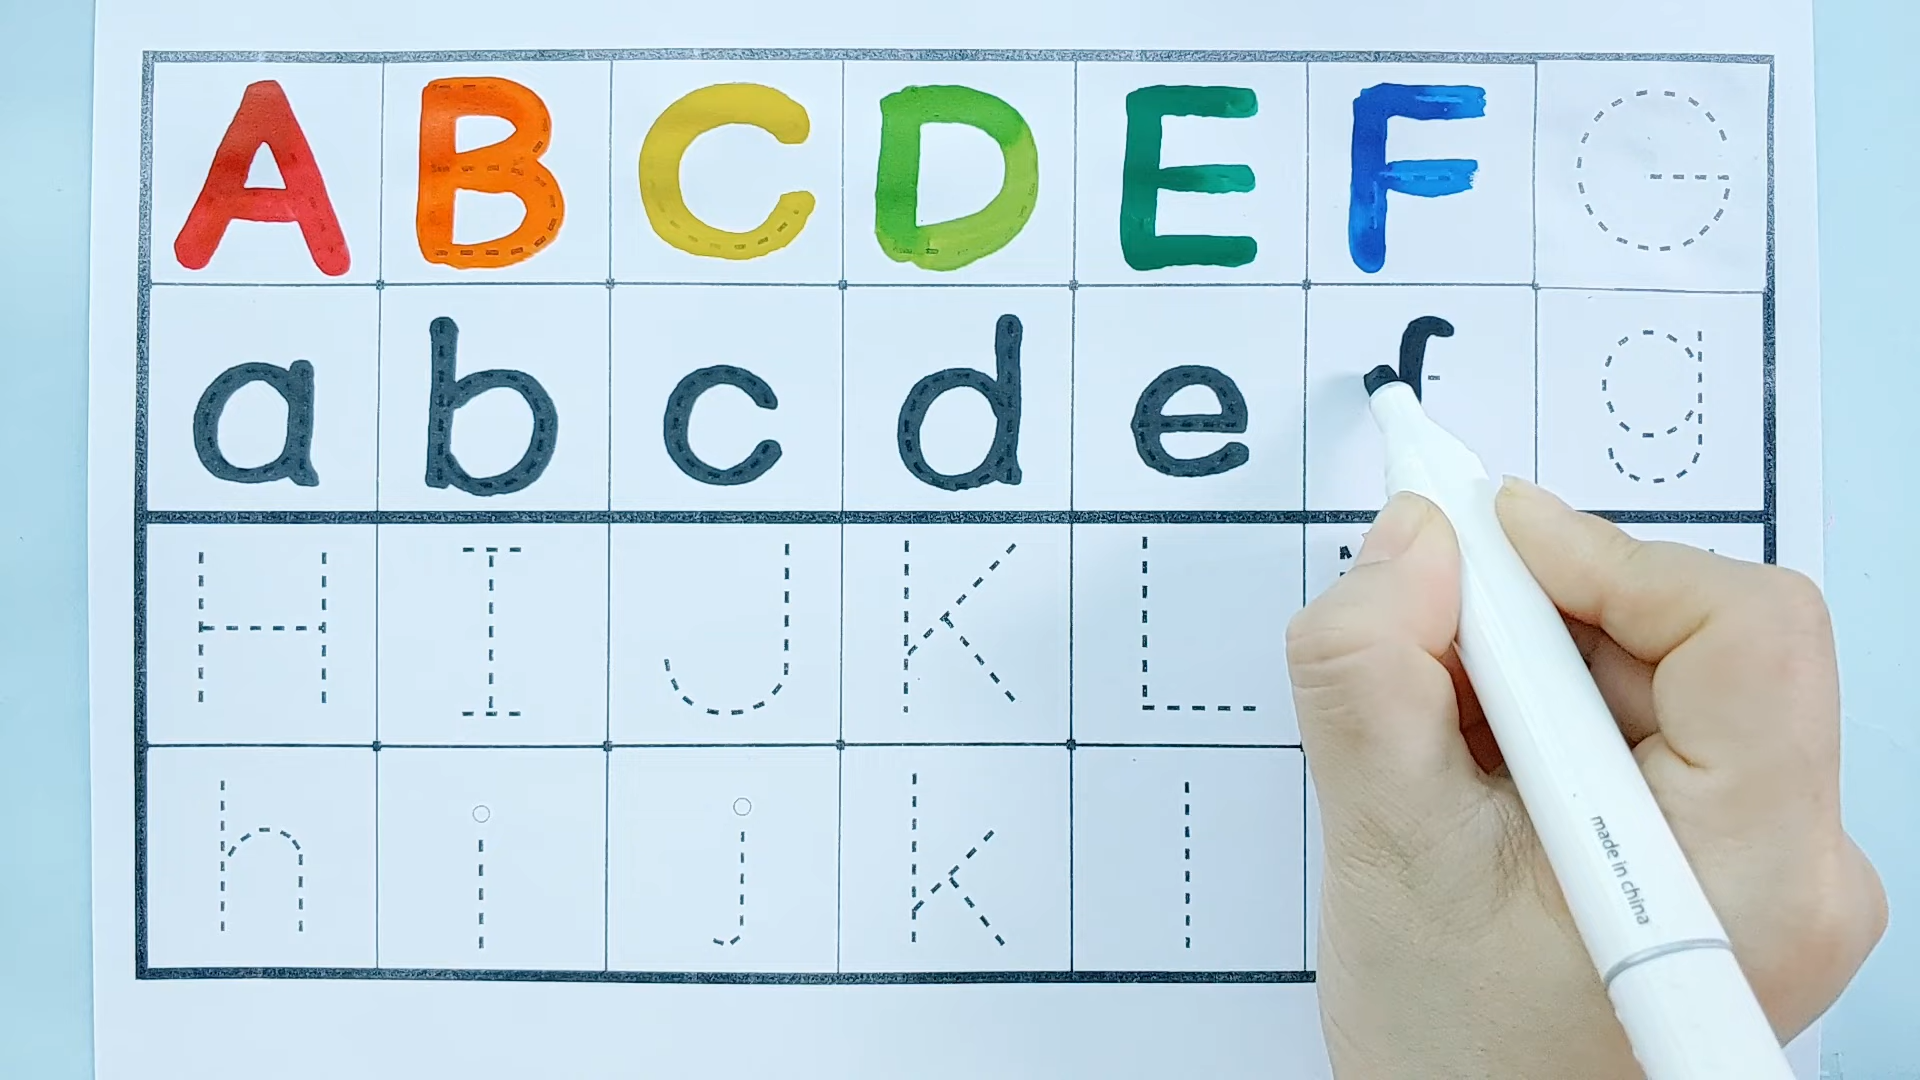 A B C D E F G
a b c d e f g
H I J K L
h i j k l
made in china